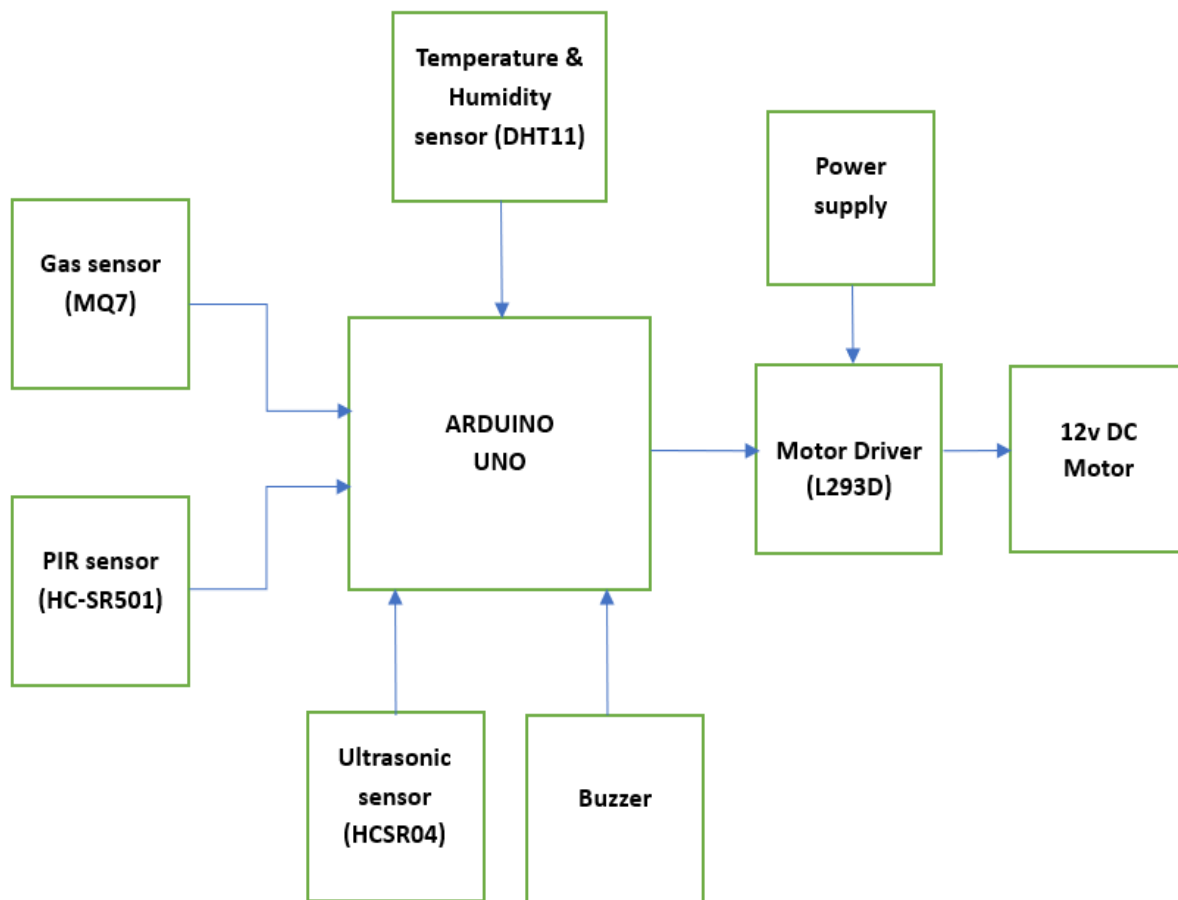 Temperature &
Humidity
sensor (DHT11)
Power
supply
Gas sensor
(MQ7)
ARDUINO
UNO
Motor Driver
(L293D)
12v DC
Motor
PIR sensor
(HC-SR501)
Ultrasonic
sensor
(HCSR04)
Buzzer